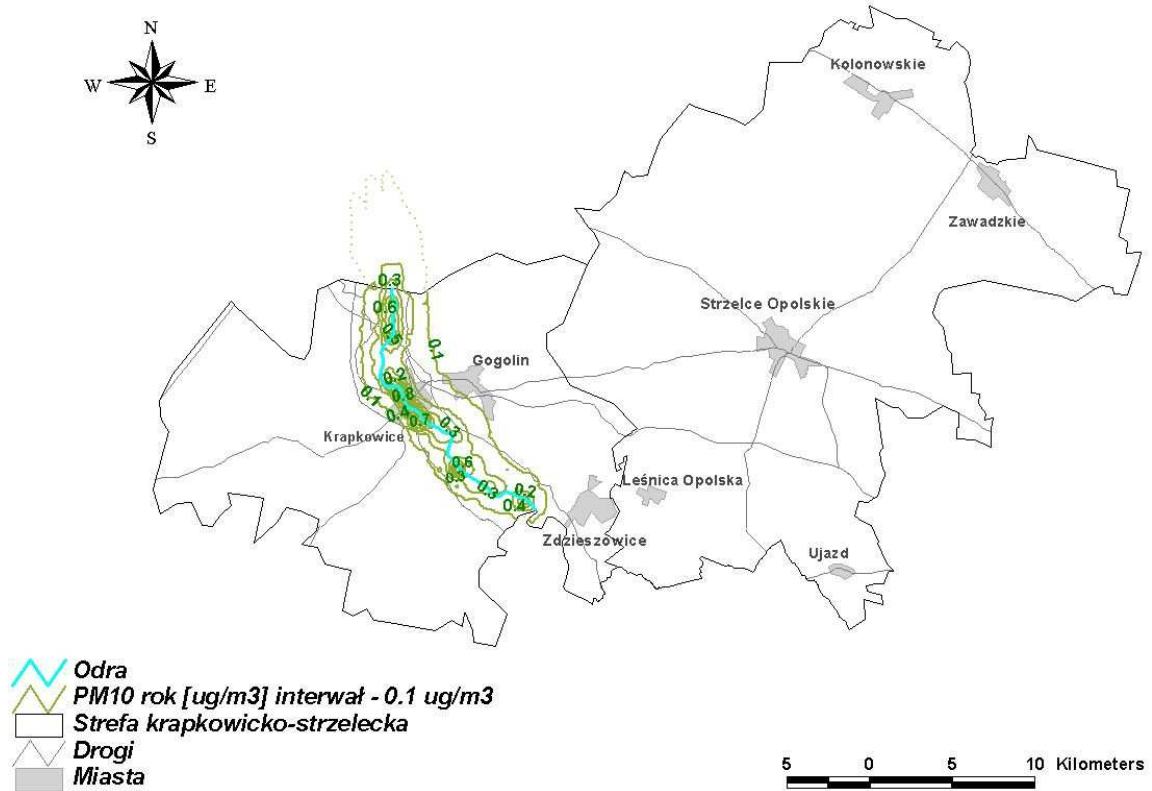 N
W E
S
Kolonowskie
Zawadzkie
0.3
0.6
Strzelce Opolskie
0.1
Gogolin
0.2
0.1
0.8
0.4
0.7
0.3
Krapkowice
0.6
0.3
0.3
0.2
0.4
Leśnica Opolska
Zdzieszowice
Ujazd
Odra
PM10 rok [ug/m3] interwał - 0.1 ug/m3
Strefa krapkowicko-strzelecka
Drogi
Miasta
5 0 5 10 Kilometers